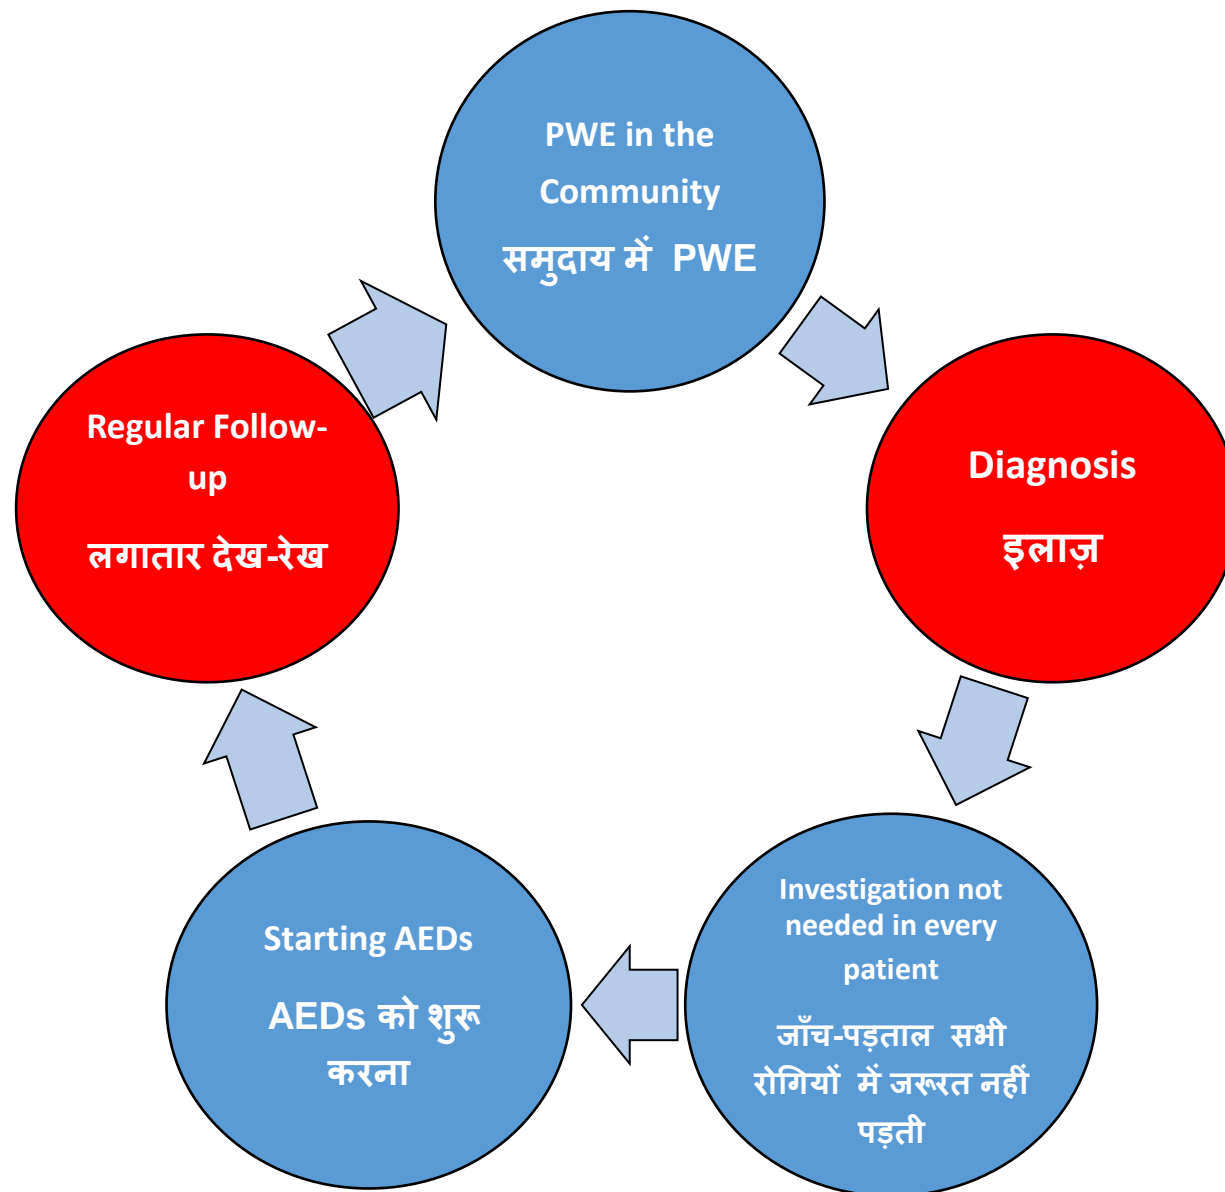 PWE in the
Community
समुदाय में PWE
Diagnosis
इलाज़
Investigation not
needed in every
patient
जाँच-पड़ताल सभी
रोगियों में जरूरत नहीं
पड़ती
Starting AEDs
AEDs को शुरू
करना
Regular Follow-
up
लगातार देख-रेख